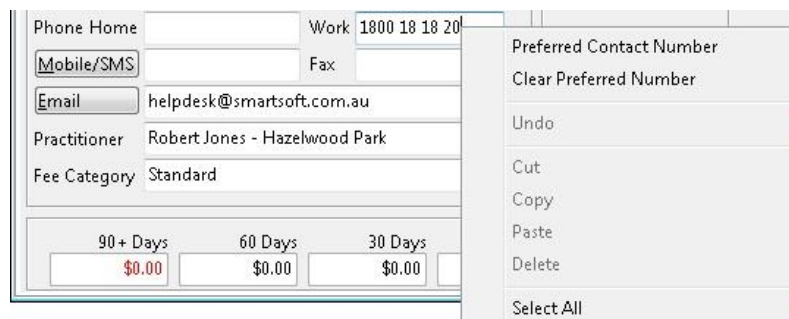 Phone Home Work 1800 18 18 20
Mobile/SMS Fax
Email helpdesk@smartsoft.com.au
Practitioner Robert Jones - Hazelwood Park
Fee Category Standard
90 + Days 60 Days 30 Days
$0.00 $0.00 $0.00
Preferred Contact Number
Clear Preferred Number
Undo
Cut
Copy
Paste
Delete
Select All